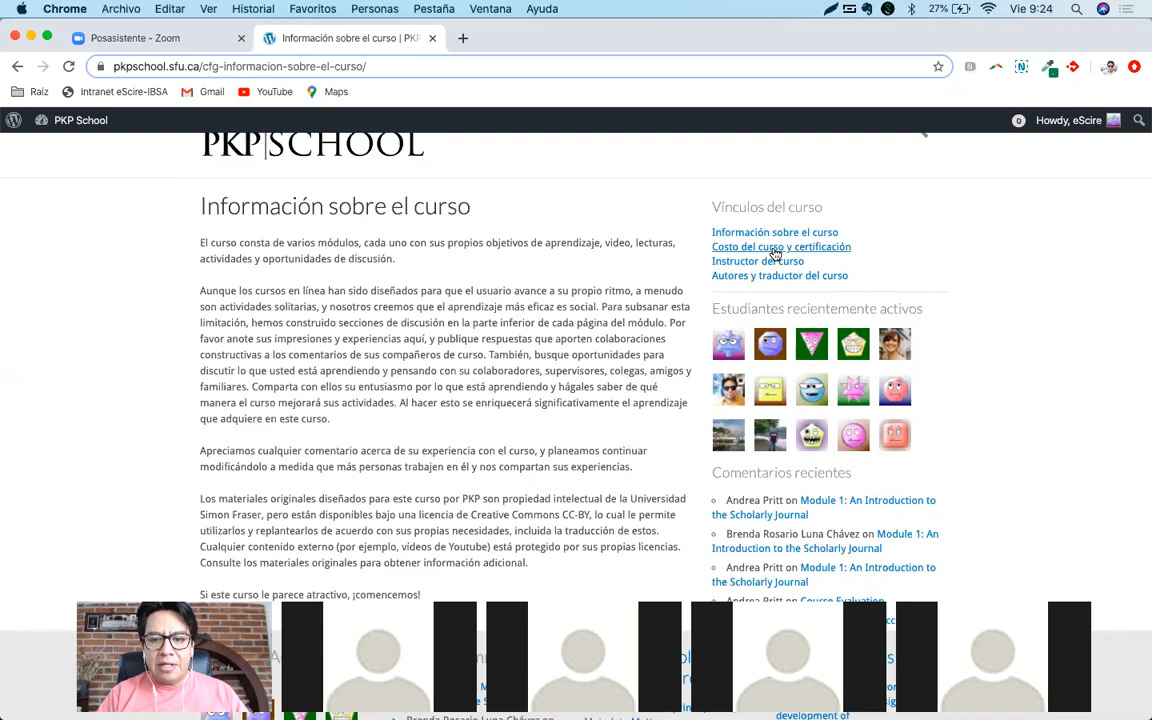 Chrome Archivo Editar Ver Historial Favoritos Personas Pestaña Ventana Ayuda 27% Vie 9:24
Posasistente - Zoom
Información sobre el curso | PKP
pkpschool.sfu.ca/cfg-informacion-sobre-el-curso/
Raíz Intranet eScire-IBSA Gmail YouTube Maps
PKP School 0 Howdy, eScire
PKP|SCHOOL
Información sobre el curso
El curso consta de varios módulos, cada uno con sus propios objetivos de aprendizaje, video, lecturas,
actividades y oportunidades de discusión.
Aunque los cursos en línea han sido diseñados para que el usuario avance a su propio ritmo, a menudo
son actividades solitarias, y nosotros creemos que el aprendizaje más eficaz es social. Para subsanar esta
limitación, hemos construido secciones de discusión en la parte inferior de cada página del módulo. Por
favor anote sus impresiones y experiencias aquí, y publique respuestas que aporten colaboraciones
constructivas a los comentarios de sus compañeros de curso. También, busque oportunidades para
discutir lo que usted está aprendiendo y pensando con su colaboradores, supervisores, colegas, amigos y
familiares. Comparta con ellos su entusiasmo por lo que está aprendiendo y hágales saber de qué
manera el curso mejorará sus actividades. Al hacer esto se enriquecerá significativamente el aprendizaje
que adquiere en este curso.
Apreciamos cualquier comentario acerca de su experiencia con el curso, y planeamos continuar
modificándolo a medida que más personas trabajen en él y nos compartan sus experiencias.
Los materiales originales diseñados para este curso por PKP son propiedad intelectual de la Universidad
Simon Fraser, pero están disponibles bajo una licencia de Creative Commons CC-BY, lo cual le permite
utilizarlos y replantearlos de acuerdo con sus propias necesidades, incluida la traducción de estos.
Cualquier contenido externo (por ejemplo, vídeos de Youtube) está protegido por sus propias licencias.
Consulte los materiales originales para obtener información adicional.
Si este curso le parece atractivo, ¡comencemos!
Vínculos del curso
Información sobre el curso
Costo del curso y certificación
Instructor del curso
Autores y traductor del curso
Estudiantes recientemente activos
Comentarios recientes
Andrea Pritt on Module 1: An Introduction to
the Scholarly Journal
Brenda Rosario Luna Chávez on Module 1: An
Introduction to the Scholarly Journal
Andrea Pritt on Module 1: An Introduction to
the Scholarly Journal
Andrea Pritt on Course Evaluation
development of